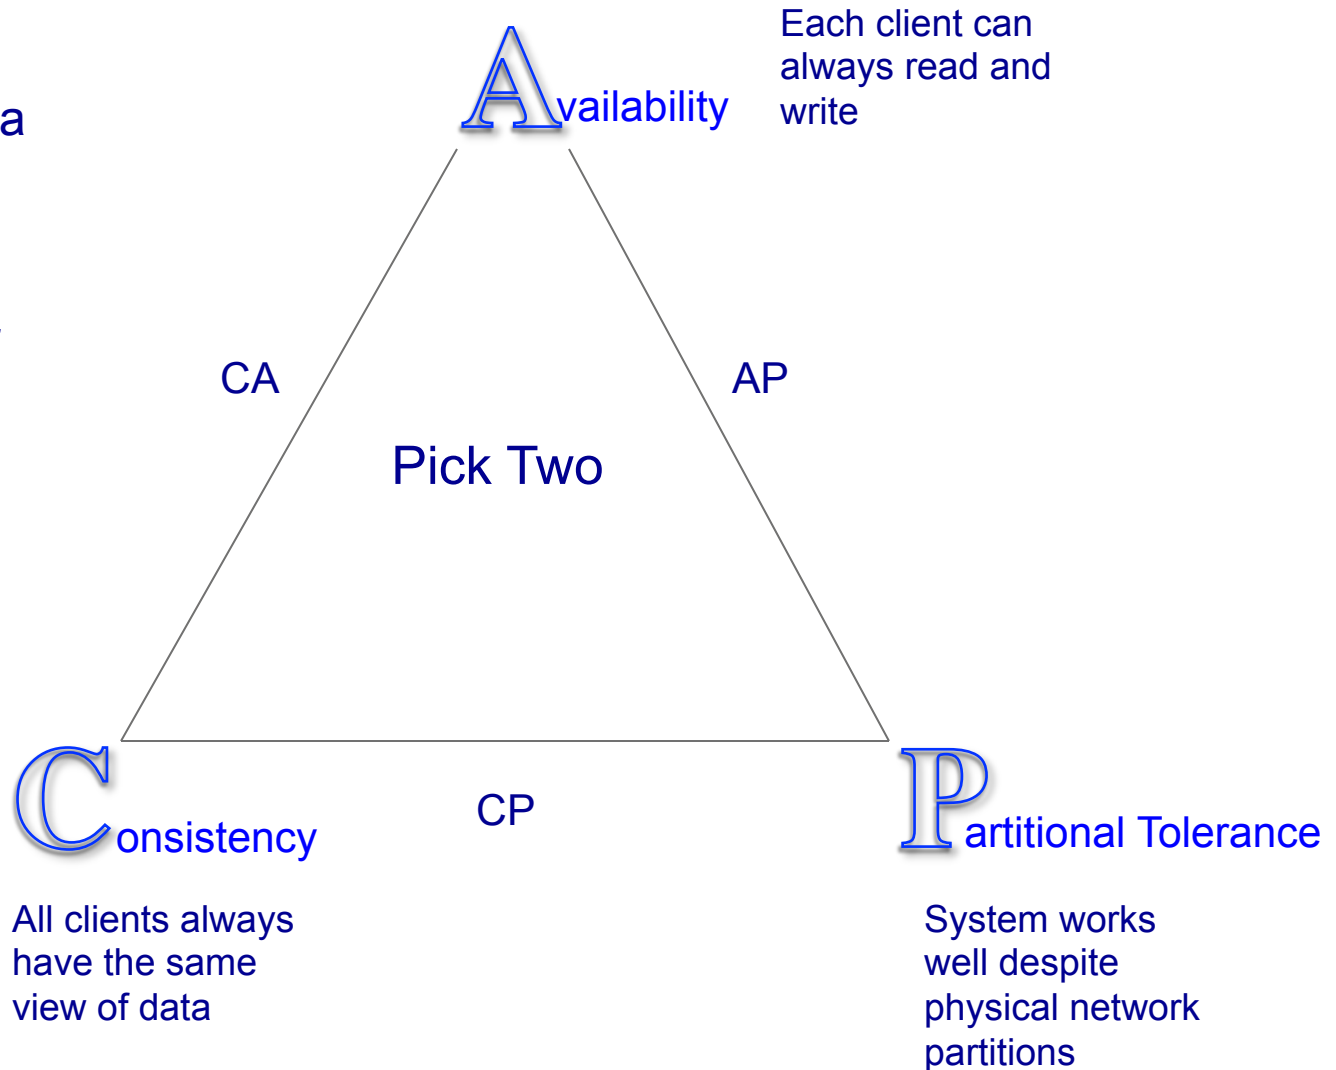 Each client can
always read and
write
Availability
a
CA
AP
Pick Two
CP
Consistency
Partitional Tolerance
All clients always
have the same
view of data
System works
well despite
physical network
partitions